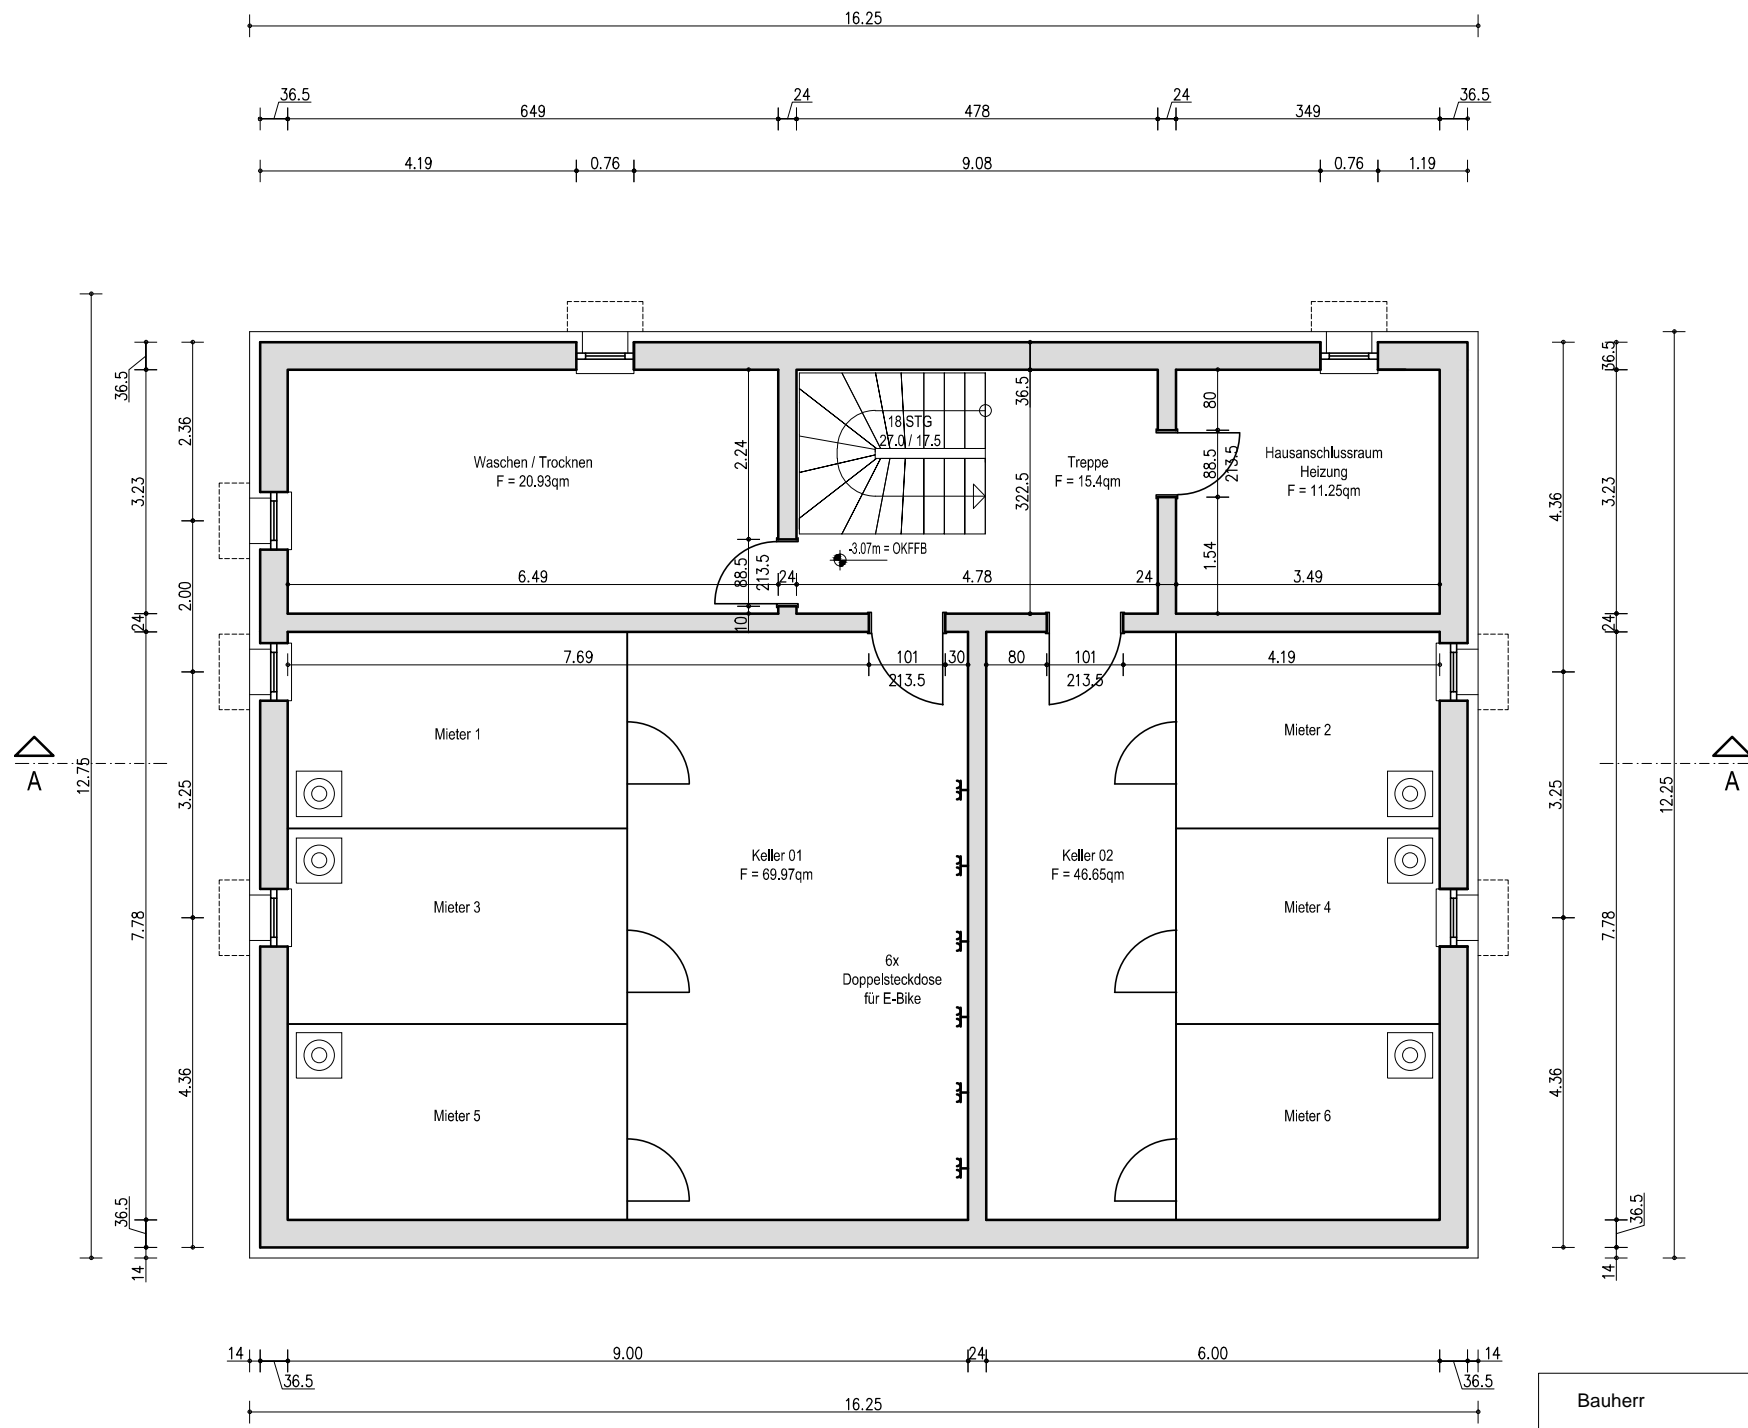 16.25
36.5
649
24
478
24
349
36.5
4.19
0.76
9.08
0.76
1.19
36.5
3.23
24
7.78
36.5
14
12.75
2.36
2.00
3.25
4.36
Waschen / Trocknen
F = 20.93qm
2.24
88.5
213.5
10
18 STG
27.0 / 17.5
-3.07m = OKFFB
36.5
322.5
Treppe
F = 15.4qm
80
88.5
213.5
1.54
Hausanschlussraum
Heizung
F = 11.25qm
6.49
24
4.78
24
3.49
7.69
101
213.5
30
80
101
213.5
4.19
Mieter 1
Mieter 2
A
A
Keller 01
F = 69.97qm
Keller 02
F = 46.65qm
Mieter 3
Mieter 4
6x
Doppelsteckdose
für E-Bike
Mieter 5
Mieter 6
4.36
3.25
4.36
36.5
3.23
24
7.78
36.5
14
12.25
14
36.5
9.00
24
6.00
36.5
14
16.25
Bauherr